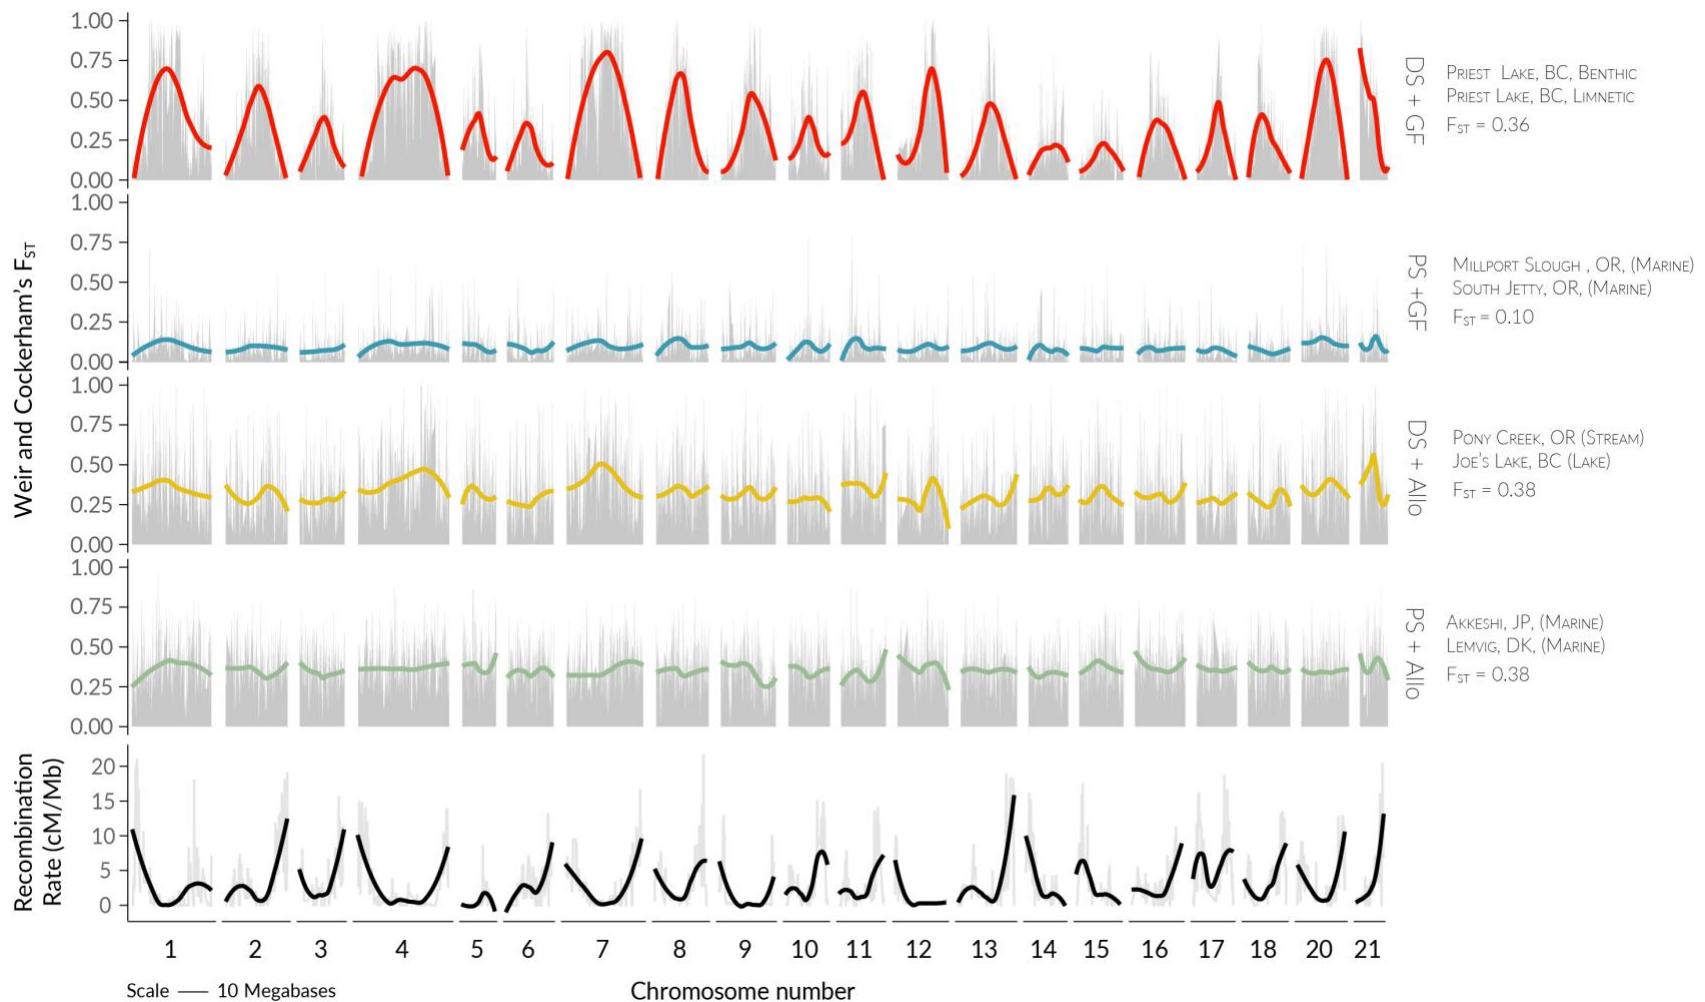 Weir and Cockerham's FST
1.00
0.75
0.50
0.25
0.00
DS + GF
Priest Lake, BC, Benthic
Priest Lake, BC, Limnetic
FST = 0.36
1.00
0.75
0.50
0.25
0.00
PS +GF
Millport Slough , OR, (Marine)
South Jetty, OR, (Marine)
FST = 0.10
1.00
0.75
0.50
0.25
0.00
DS + Allo
Pony Creek, OR (Stream)
Joe's Lake, BC (Lake)
FST = 0.38
1.00
0.75
0.50
0.25
0.00
PS + Allo
Akkeshi, JP, (Marine)
Lemvig, DK, (Marine)
FST = 0.38
Recombination
Rate (cM/Mb)
20
15
10
5
0
1 2 3 4 5 6 7 8 9 10 11 12 13 14 15 16 17 18 20 21
Scale — 10 Megabases
Chromosome number